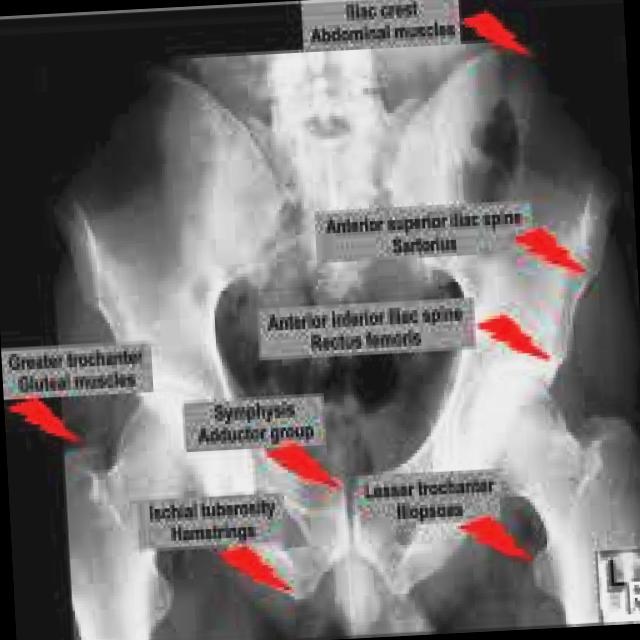 Iliac crest
Abdominal muscles
Anterior superior iliac spine
Sartorius
Anterior inferior iliac spine
Rectus femoris
Greater trochanter
Gluteal muscles
Symphysis
Adductor group
Lesser trochanter
Iliopsoas
Ischial tuberosity
Hamstrings
L